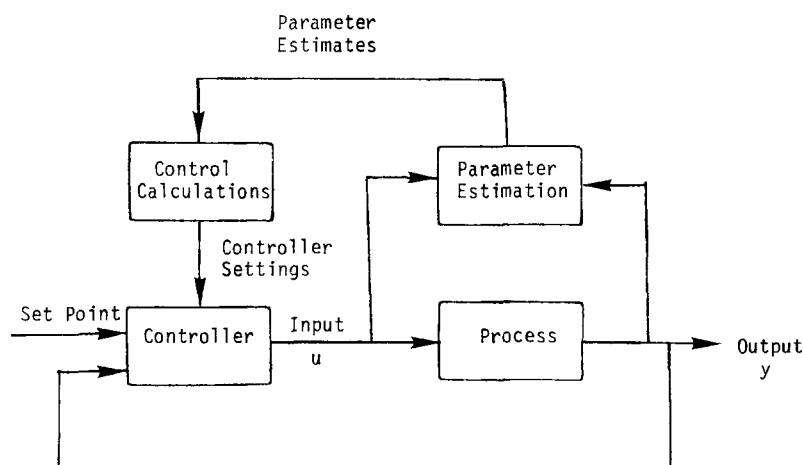 Parameter
Estimates
Control
Calculations
Parameter
Estimation
Controller
Settings
Set Point
Controller
Input
u
Process
Output
y